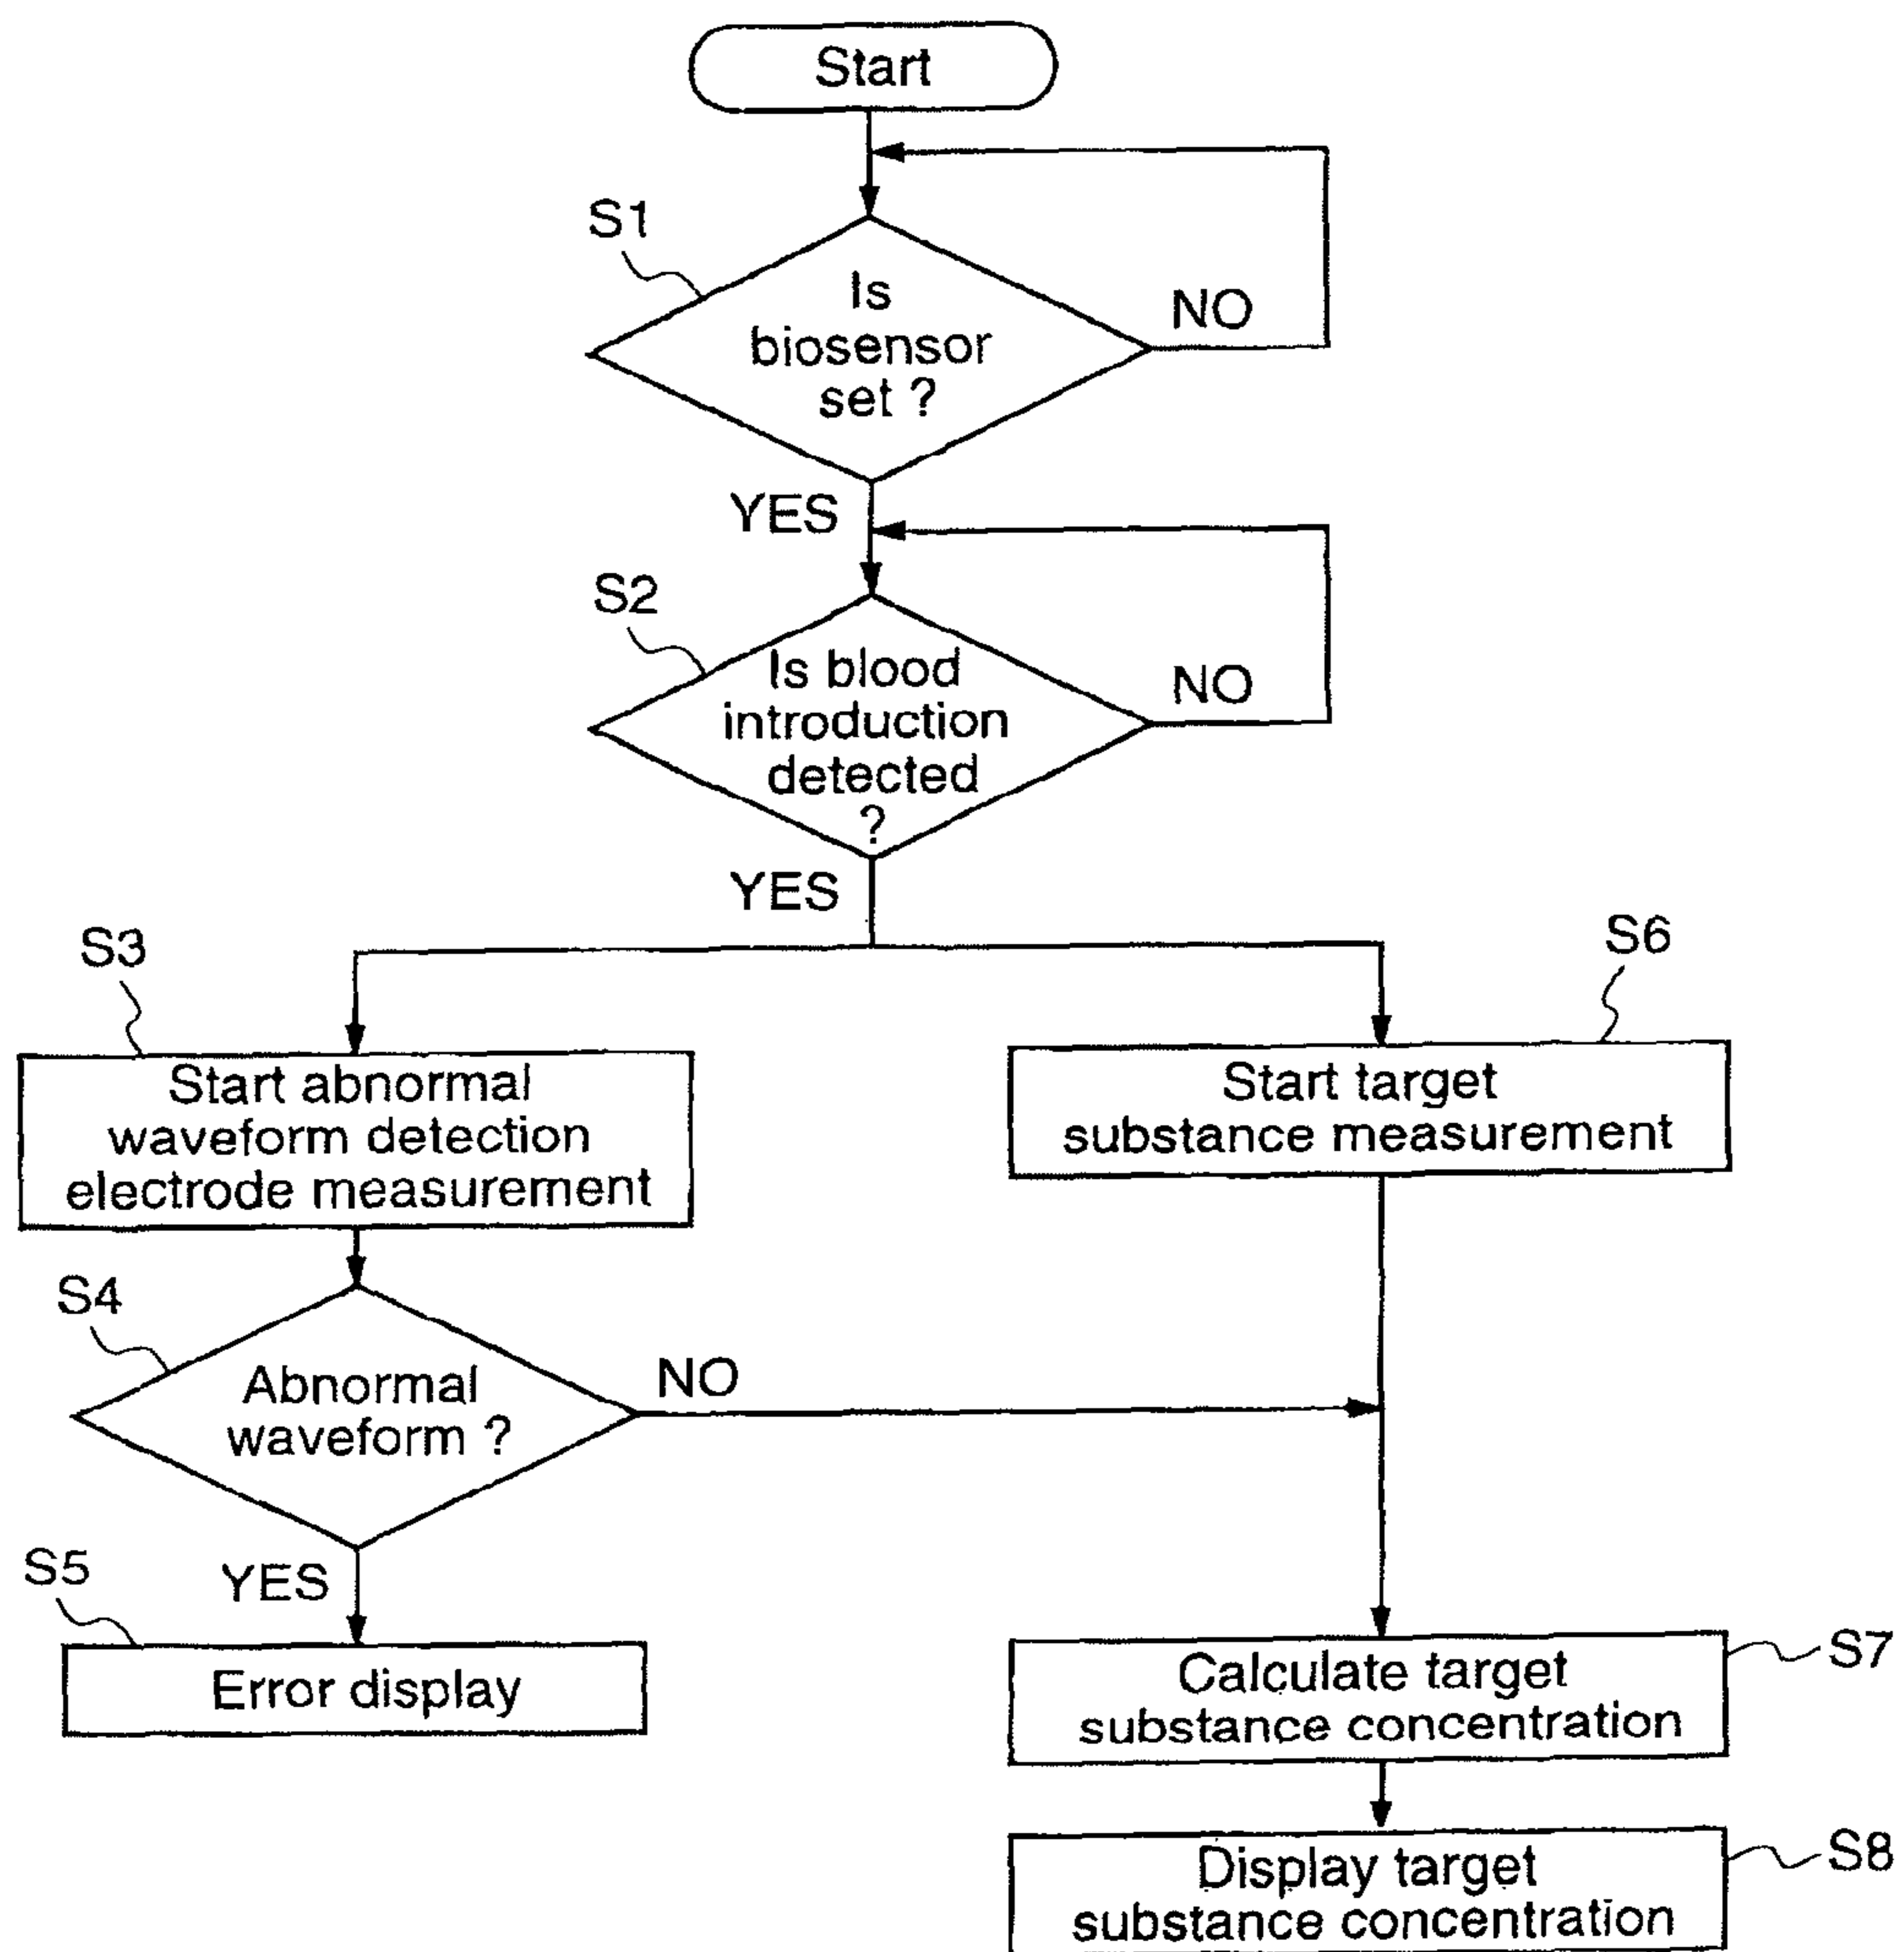 Start
S1
Is
biosensor
set ?
NO
YES
S2
Is blood
introduction
detected
?
NO
YES
S3
Start abnormal
waveform detection
electrode measurement
S6
Start target
substance measurement
S4
Abnormal
waveform ?
NO
YES
S5
Error display
S7
Calculate target
substance concentration
S8
Display target
substance concentration